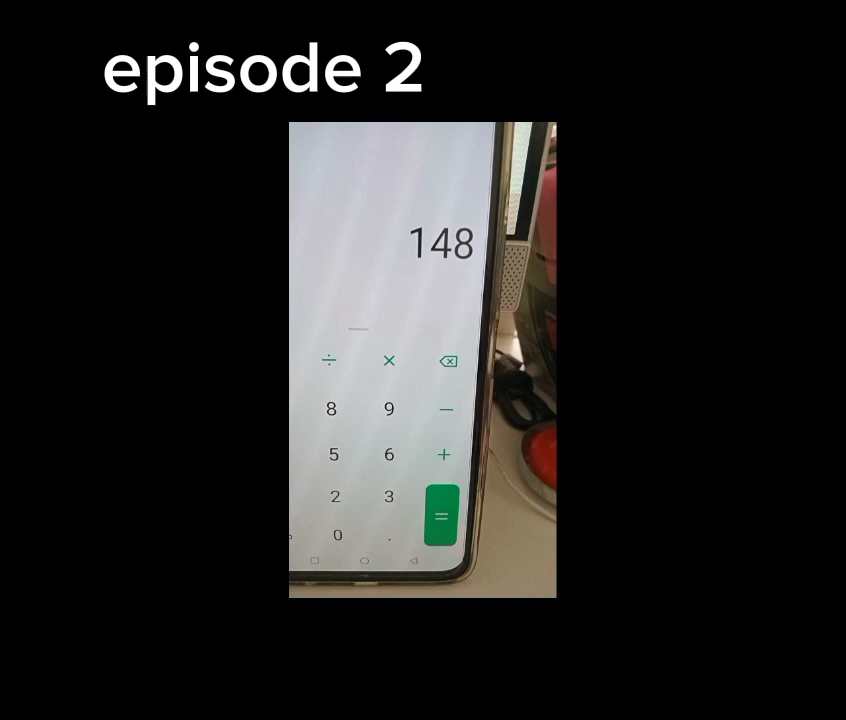 episode 2
148
÷ ×
8 9 −
5 6 +
2 3
=
0 .